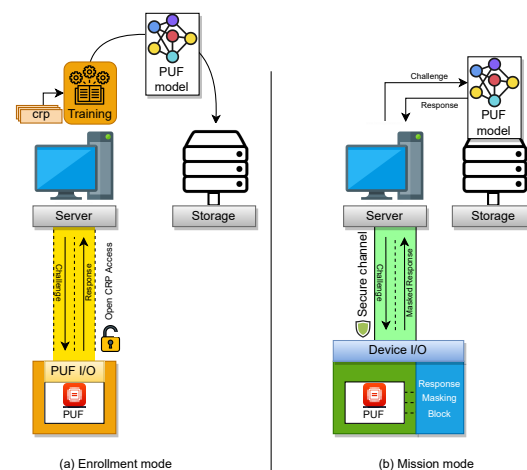 PUF
model
crp
Training
Server
Storage
Challenge
Response
Open CRP Access
PUF I/O
PUF
(a) Enrollment mode
Challenge
Response
PUF
model
Server
Storage
Secure channel
Challenge
Masked Response
Device I/O
PUF
Response
Masking
Block
(b) Mission mode